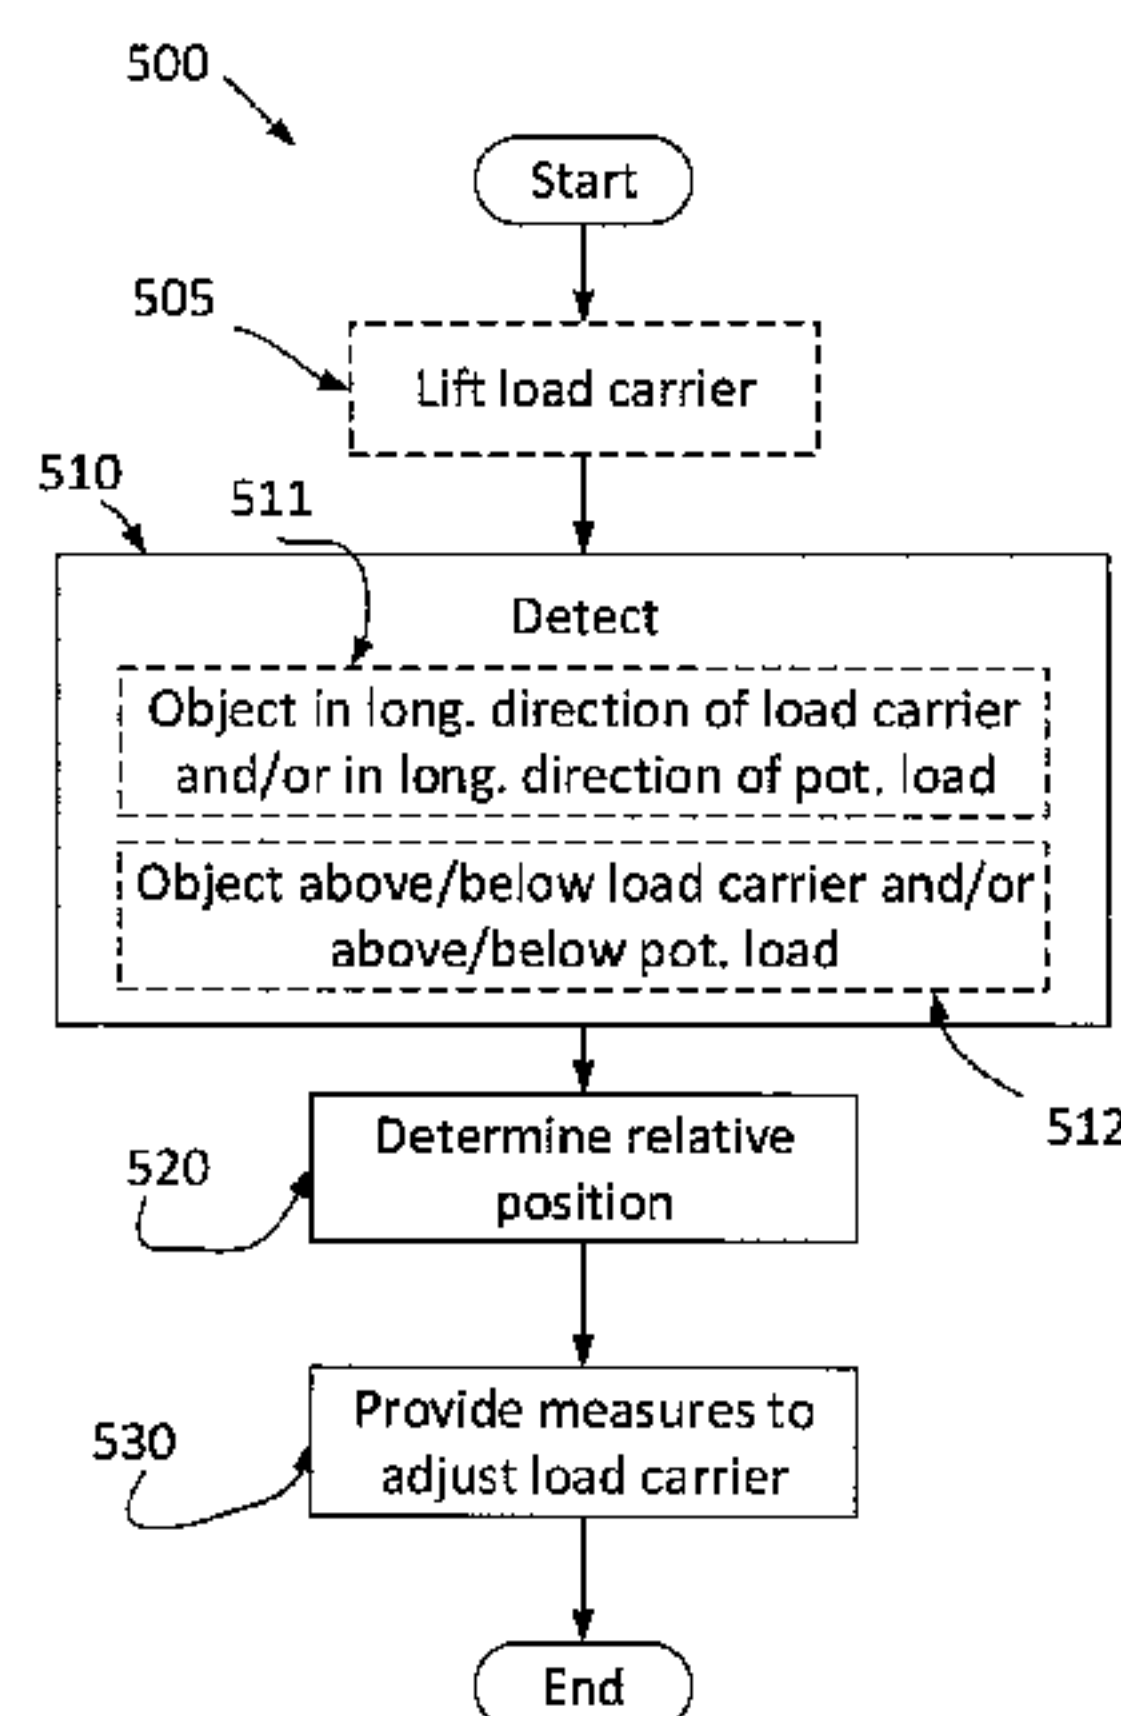 500
Start
505
Lift load carrier
510
511
Detect
Object in long. direction of load carrier
and/or in long. direction of pot. load
Object above/below load carrier and/or
above/below pot. load
512
Determine relative
position
520
Provide measures to
adjust load carrier
530
End